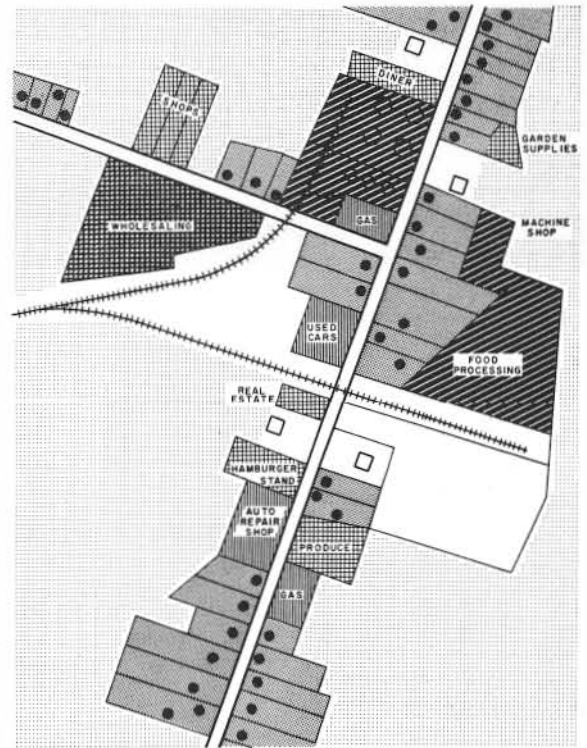 DINER
SHOPS
GARDEN
SUPPLIES
GAS
MACHINE
SHOP
WHOLESALING
USED
CARS
FOOD
PROCESSING
REAL
ESTATE
HAMBURGER
STAND
AUTO
REPAIR
SHOP
PRODUCE
GAS